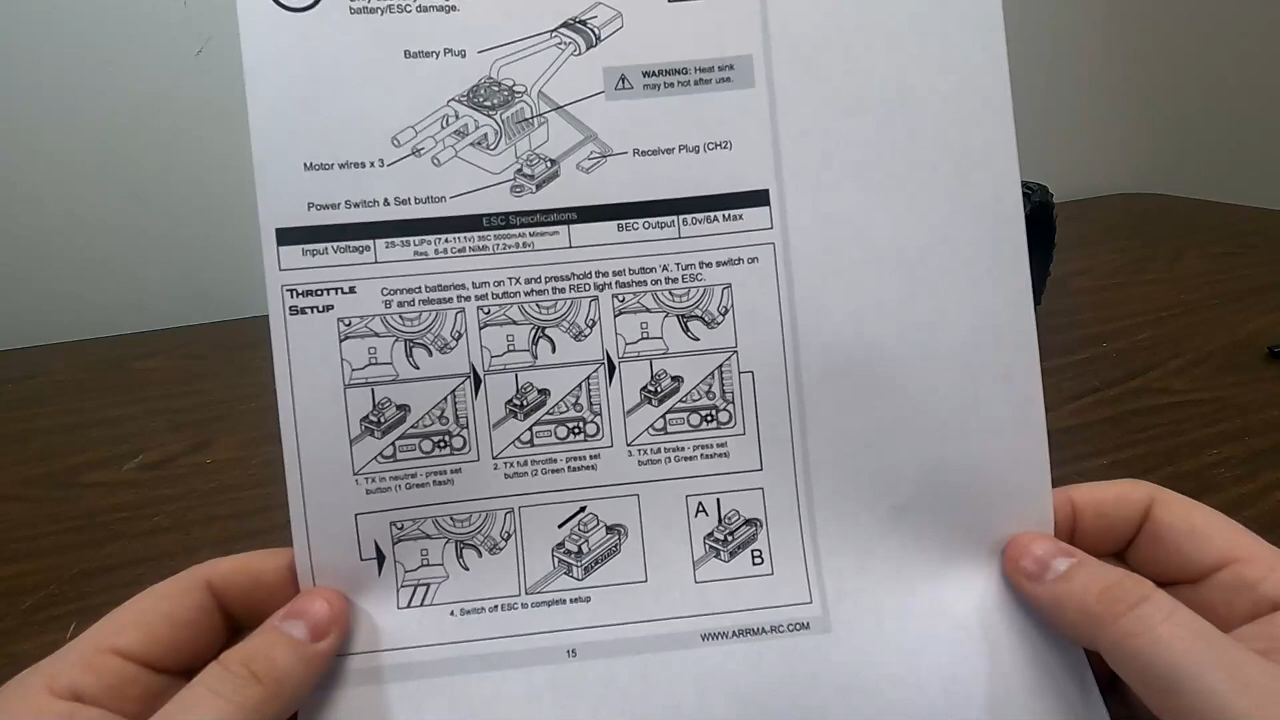 battery/ESC damage.
Battery Plug
WARNING: Heat sink
may be hot after use.
Motor wires x 3
Receiver Plug (CH2)
Power Switch & Set button
ESC Specifications
Input Voltage
2S-3S LiPo (7.4-11.1v) 35C 5000mAh Minimum
Req. 6-8 Cell NiMh (7.2v-9.6v)
BEC Output
6.0v/6A Max
THROTTLE
SETUP
Connect batteries, turn on TX and press/hold the set button 'A'. Turn the switch on
'B' and release the set button when the RED light flashes on the ESC.
1. TX in neutral - press set
button (1 Green flash)
2. TX full throttle - press set
button (2 Green flashes)
3. TX full brake - press set
button (3 Green flashes)
A
B
4. Switch off ESC to complete setup
WWW.ARRMA-RC.COM
15